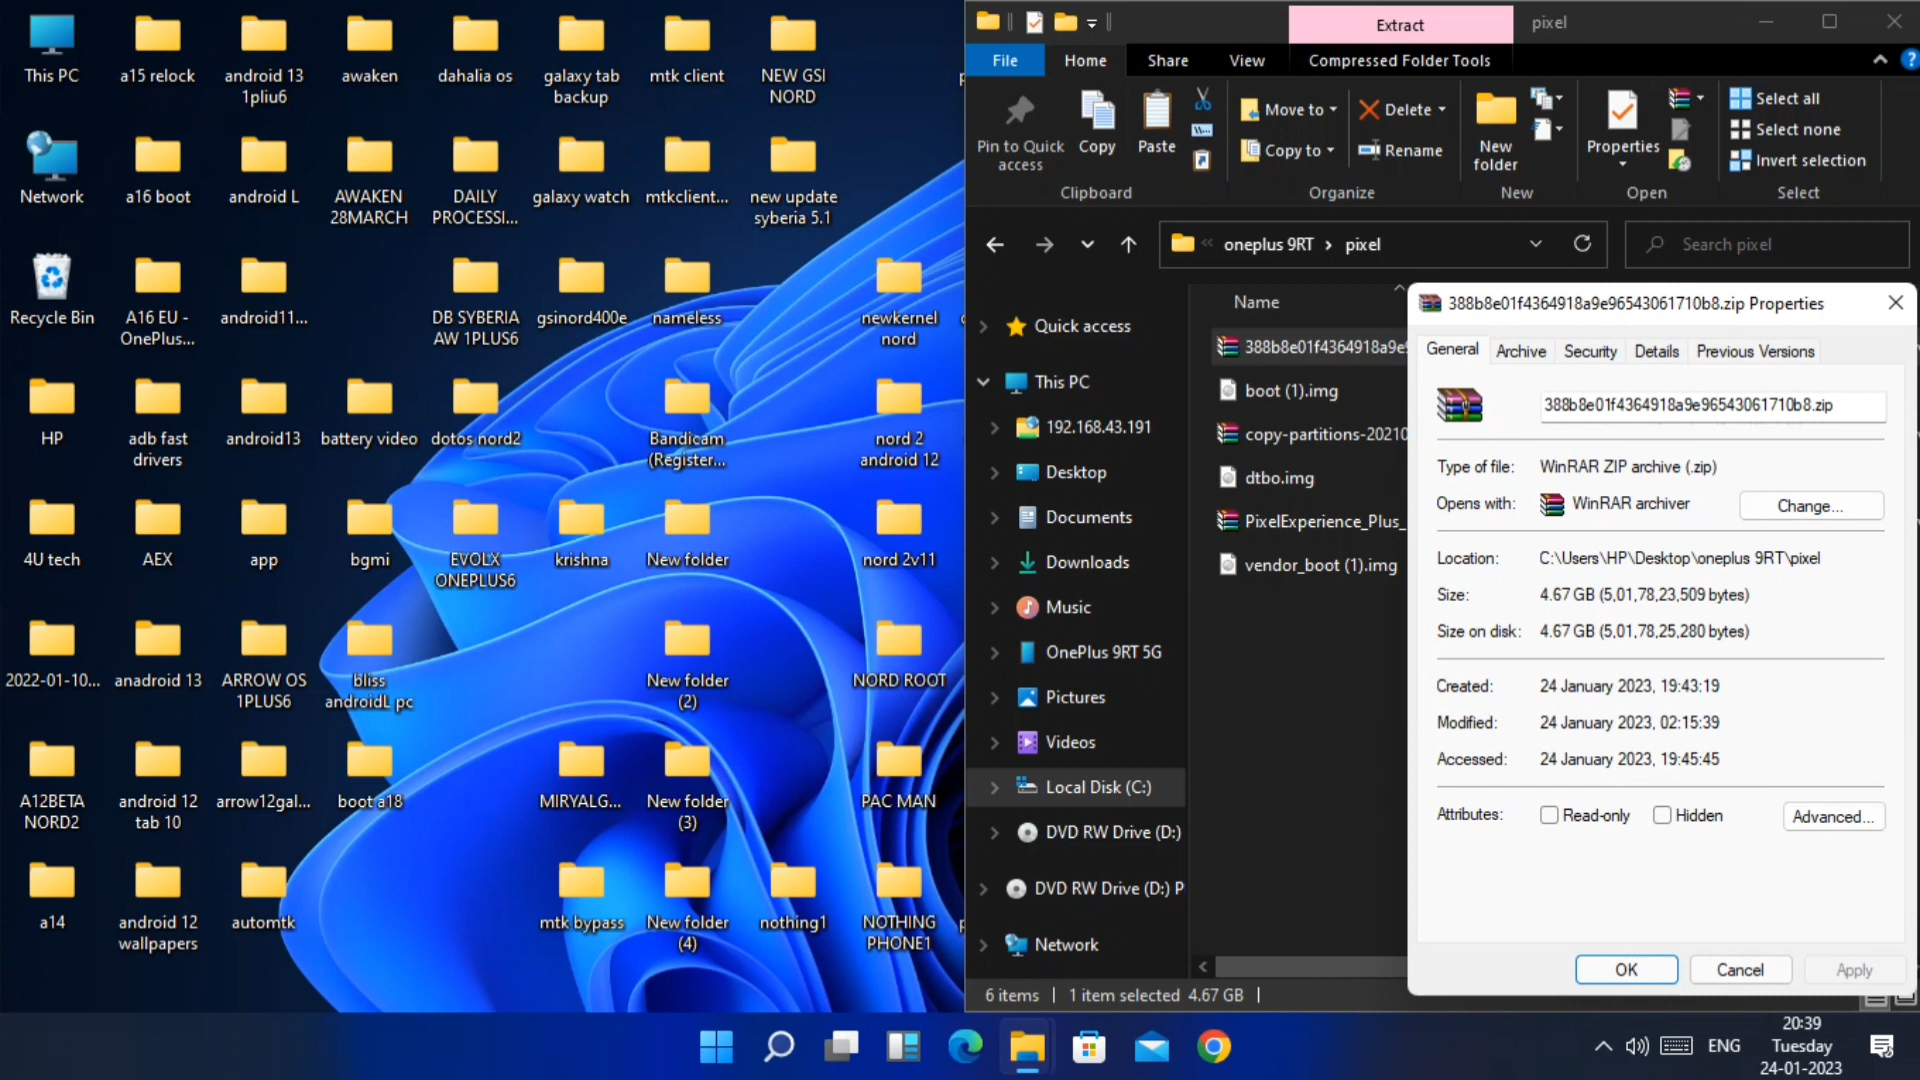 This PC
a15 relock
android 13
1pliu6
awaken
dahalia os
galaxy tab
backup
mtk client
NEW GSI
NORD
Network
a16 boot
android L
AWAKEN
28MARCH
DAILY
PROCESSI...
galaxy watch
mtkclient...
new update
syberia 5.1
Recycle Bin
A16 EU -
OnePlus...
android11...
DB SYBERIA
AW 1PLUS6
gsinord400e
nameless
newkernel
nord
HP
adb fast
drivers
android13
battery video
dotos nord2
Bandicam
(Register...
nord 2
android 12
4U tech
AEX
app
bgmi
EVOLX
ONEPLUS6
krishna
New folder
nord 2v11
2022-01-10...
anadroid 13
ARROW OS
1PLUS6
bliss
androidL pc
New folder
(2)
NORD ROOT
A12BETA
NORD2
android 12
tab 10
arrow12gal...
boot a18
MIRYALG...
New folder
(3)
PAC MAN
a14
android 12
wallpapers
automtk
mtk bypass
New folder
(4)
nothing1
NOTHING
PHONE1
Extract
pixel
File
Home
Share
View
Compressed Folder Tools
Pin to Quick
access
Copy
Paste
Move to
Copy to
Delete
Rename
New
folder
Properties
Select all
Select none
Invert selection
Clipboard
Organize
New
Open
Select
« oneplus 9RT › pixel
Search pixel
Name
Quick access
This PC
192.168.43.191
Desktop
Documents
Downloads
Music
OnePlus 9RT 5G
Pictures
Videos
Local Disk (C:)
DVD RW Drive (D:)
DVD RW Drive (D:) P
Network
388b8e01f4364918a9e9
boot (1).img
copy-partitions-20210
dtbo.img
PixelExperience_Plus_
vendor_boot (1).img
6 items
1 item selected 4.67 GB
388b8e01f4364918a9e96543061710b8.zip Properties
General
Archive
Security
Details
Previous Versions
388b8e01f4364918a9e96543061710b8.zip
Type of file: WinRAR ZIP archive (.zip)
Opens with: WinRAR archiver
Change...
Location: C:\Users\HP\Desktop\oneplus 9RT\pixel
Size: 4.67 GB (5,01,78,23,509 bytes)
Size on disk: 4.67 GB (5,01,78,25,280 bytes)
Created: 24 January 2023, 19:43:19
Modified: 24 January 2023, 02:15:39
Accessed: 24 January 2023, 19:45:45
Attributes: Read-only Hidden
Advanced...
OK
Cancel
Apply
ENG
20:39
Tuesday
24-01-2023